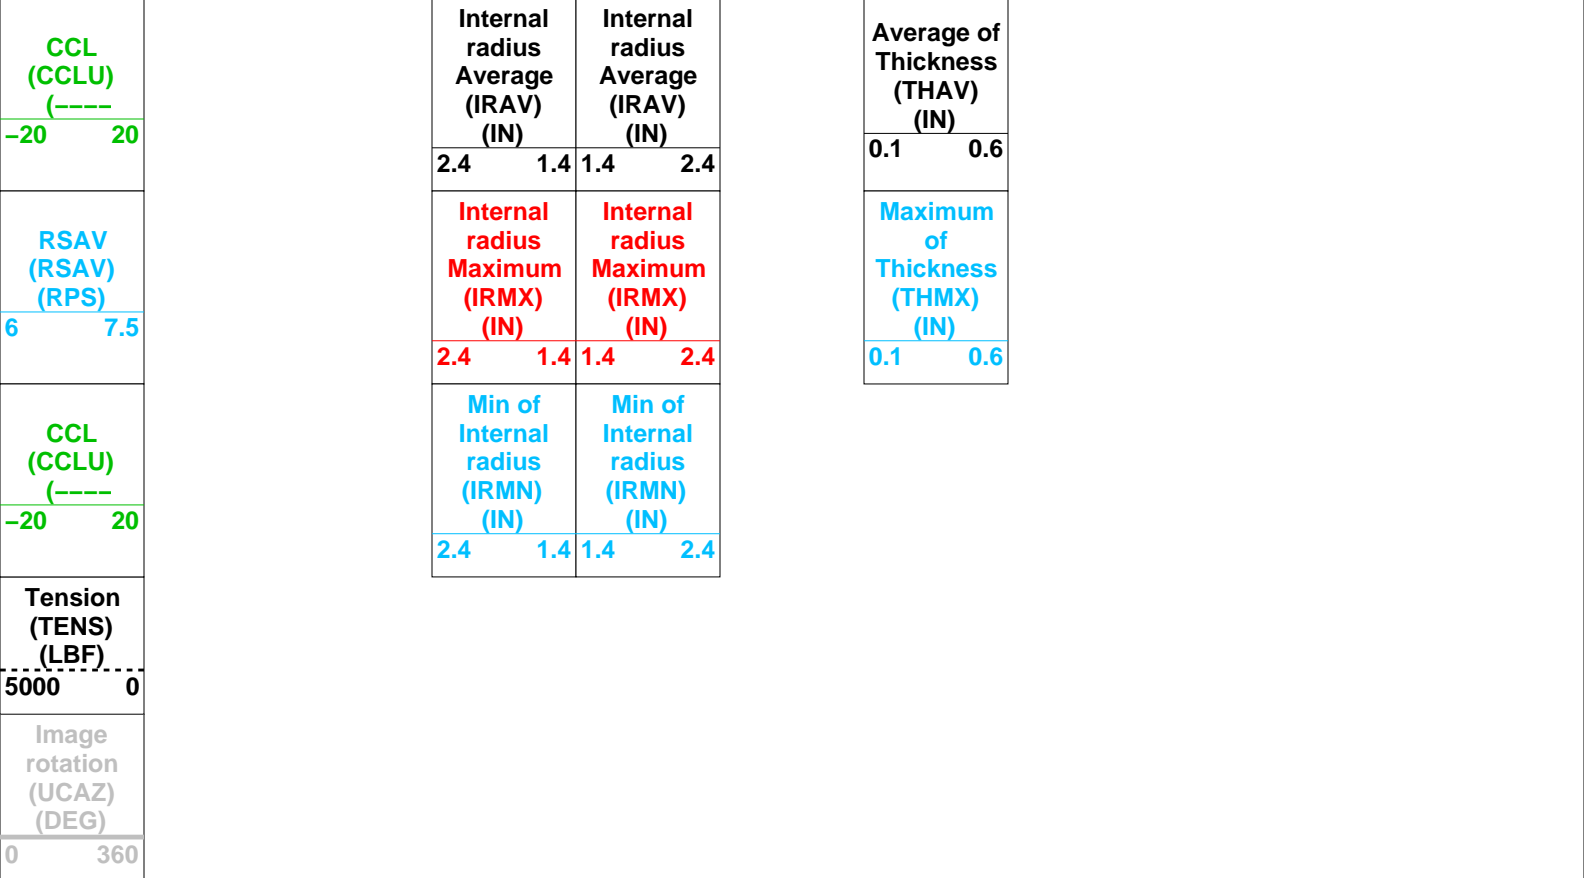 CCL
(CCLU)
(----
-20 20
RSAV
(RSAV)
(RPS)
6 7.5
CCL
(CCLU)
(----
-20 20
Tension
(TENS)
(LBF)
5000 0
Image
rotation
(UCAZ)
(DEG)
0 360
Internal
radius
Average
(IRAV)
(IN)
2.4 1.4
Internal
radius
Maximum
(IRMX)
(IN)
2.4 1.4
Min of
Internal
radius
(IRMN)
(IN)
2.4 1.4
Internal
radius
Average
(IRAV)
(IN)
1.4 2.4
Internal
radius
Maximum
(IRMX)
(IN)
1.4 2.4
Min of
Internal
radius
(IRMN)
(IN)
1.4 2.4
Average of
Thickness
(THAV)
(IN)
0.1 0.6
Maximum
of
Thickness
(THMX)
(IN)
0.1 0.6